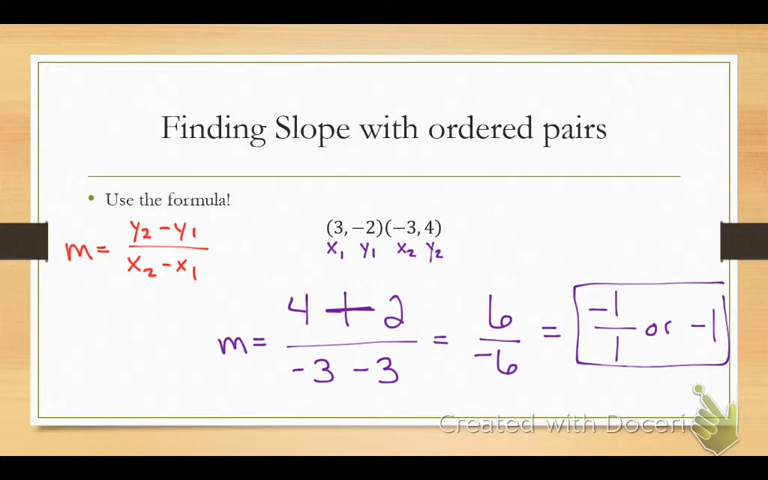 Finding Slope with ordered pairs
• Use the formula!
m = y₂ - y₁ / x₂ - x₁
(3, −2)(−3, 4)
x₁ y₁ x₂ y₂
m = 4 + 2 / -3 - 3 = 6 / -6 = -1 / 1 or -1
Created with Doceri